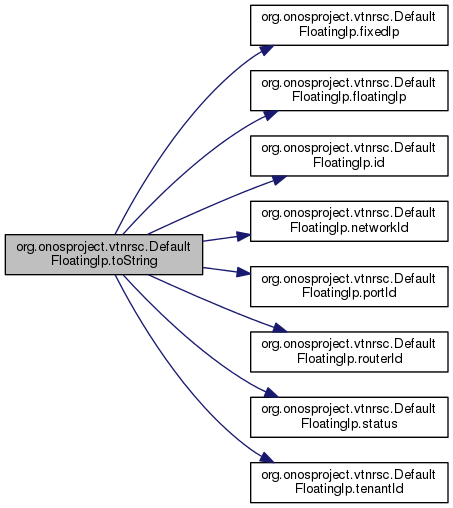 org.onosproject.vtnrsc.Default
FloatingIp.fixedIp
org.onosproject.vtnrsc.Default
FloatingIp.floatingIp
org.onosproject.vtnrsc.Default
FloatingIp.id
org.onosproject.vtnrsc.Default
FloatingIp.networkId
org.onosproject.vtnrsc.Default
FloatingIp.toString
org.onosproject.vtnrsc.Default
FloatingIp.portId
org.onosproject.vtnrsc.Default
FloatingIp.routerId
org.onosproject.vtnrsc.Default
FloatingIp.status
org.onosproject.vtnrsc.Default
FloatingIp.tenantId